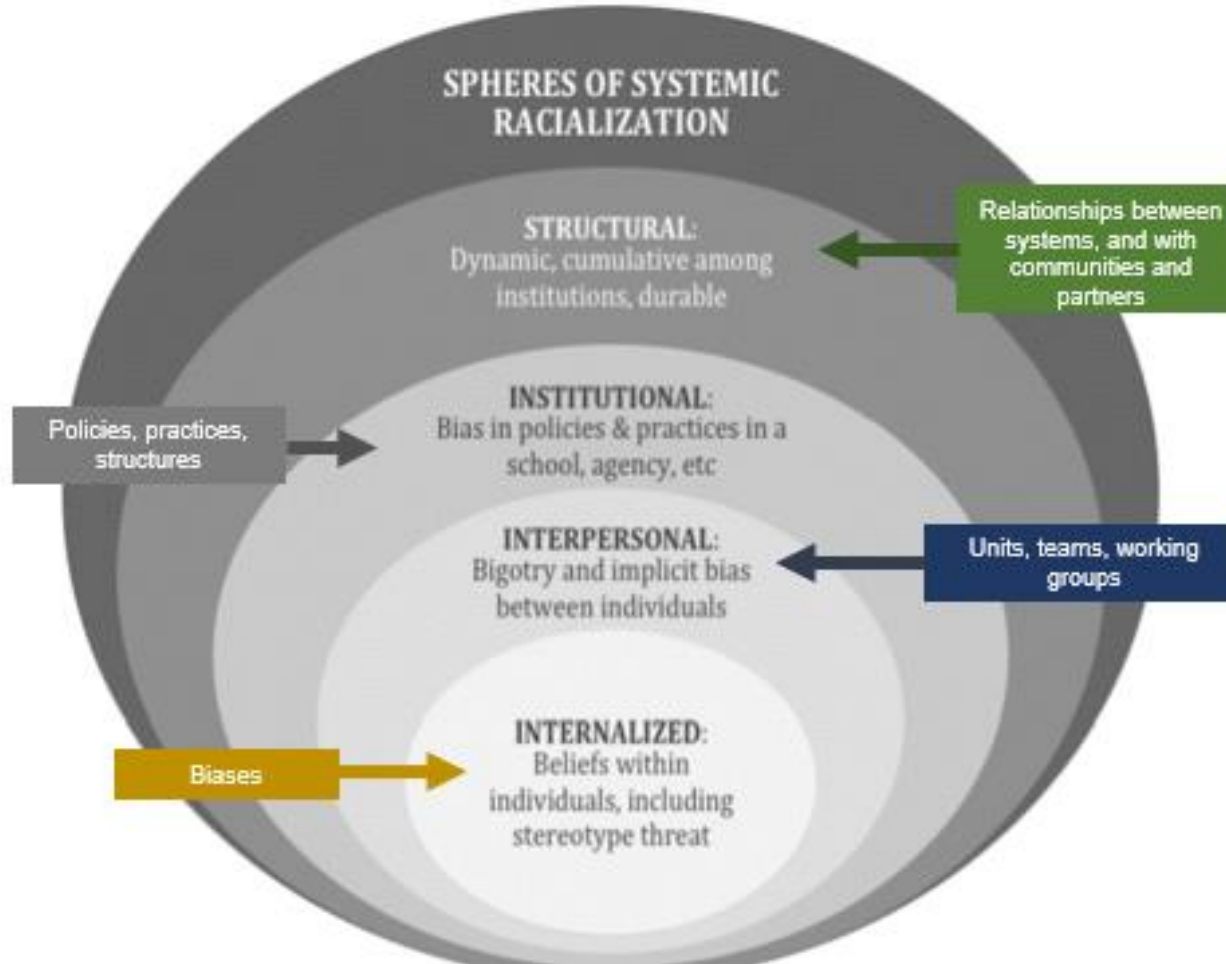 SPHERES OF SYSTEMIC
RACIALIZATION
STRUCTURAL:
Dynamic, cumulative among
institutions, durable
Relationships between
systems, and with
communities and
partners
INSTITUTIONAL:
Bias in policies & practices in a
school, agency, etc
Policies, practices,
structures
INTERPERSONAL:
Bigotry and implicit bias
between individuals
Units, teams, working
groups
INTERNALIZED:
Beliefs within
individuals, including
stereotype threat
Biases